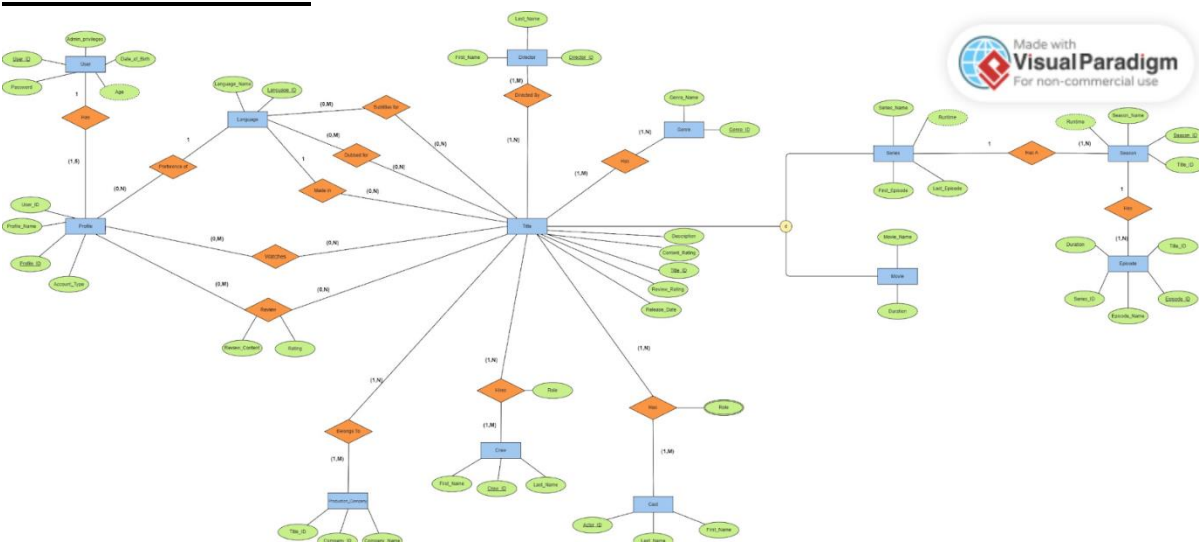 Made with
Visual Paradigm
For non-commercial use
Last_Name
First_Name
Director
Director_ID
(1,M)
Directed By
(1,N)
Admin_privileges
User_ID
User
Date_of_Birth
Password
Age
1
Has
(1,5)
User_ID
Profile_Name
Profile
Profile_ID
Account_Type
Language_Name
Language_ID
Language
(0,M)
Subtitles for
(0,N)
(0,M)
Dubbed for
(0,N)
1
Made in
(0,N)
1
Preference of
(0,N)
(0,M)
Watches
(0,N)
(0,M)
Review
(0,N)
Review_Content
Rating
Genre_Name
Genre
Genre_ID
(1,N)
Has
(1,M)
Title
Description
Content_Rating
Title_ID
Review_Rating
Release_Date
(1,N)
Belongs To
(1,M)
Production_Company
Title_ID
Company_ID
Company_Name
(1,N)
Role
(1,M)
Crew
First_Name
Crew_ID
Last_Name
(1,N)
Has
Role
(1,M)
Cast
Actor_ID
Last_Name
First_Name
d
Series_Name
Runtime
Series
First_Episode
Last_Episode
1
Has A
(1,N)
Runtime
Season_Name
Season_ID
Season
Title_ID
1
Has
(1,N)
Duration
Title_ID
Episode
Series_ID
Episode_ID
Episode_Name
Movie_Name
Movie
Duration